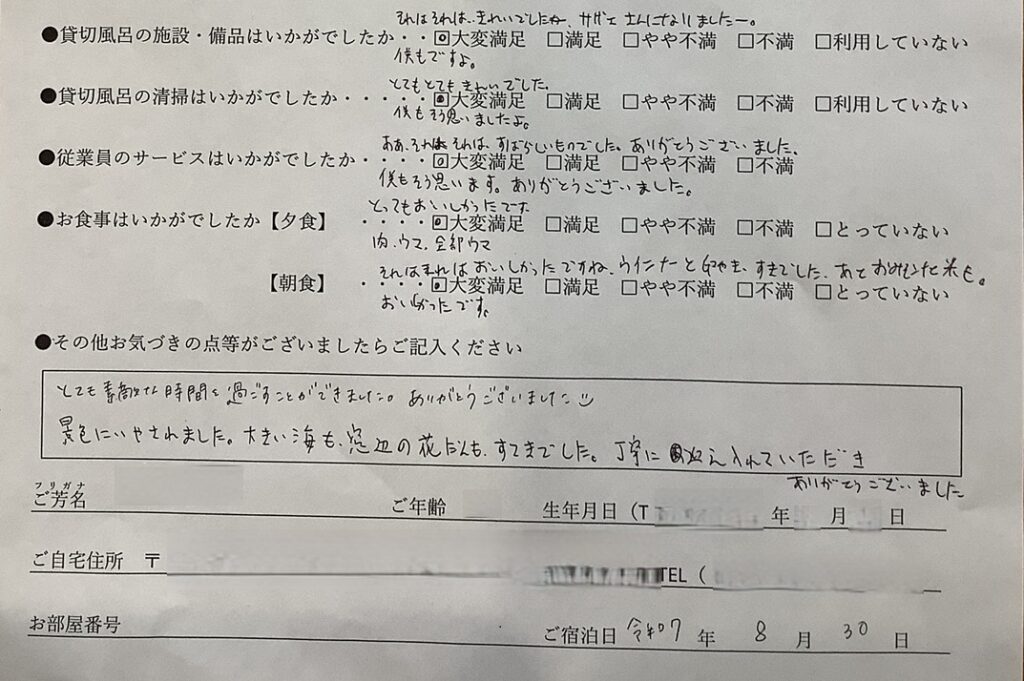 それはそれは..きれいでしたね、サッパリさんになりましたー。
●貸切風呂の施設・備品はいかがでしたか・・☑大変満足 □満足 □やや不満 □不満 □利用していない
僕もですよ。
とてもとてもきれいでした。
●貸切風呂の清掃はいかがでしたか・・・・・☑大変満足 □満足 □やや不満 □不満 □利用していない
僕もそう思いましたよ。
ああ、それはそれは、すばらしいものでした。ありがとうございました、
●従業員のサービスはいかがでしたか・・・・☑大変満足 □満足 □やや不満 □不満
僕もそう思います。ありがとうございました。
とってもおいしかったです。
●お食事はいかがでしたか【夕食】 ・・・・☑大変満足 □満足 □やや不満 □不満 □とっていない
肉、ウマ、全部ウマ
それはそれはおいしかったですね、ウインナーと 、すきでした、あと 米も。
【朝食】 ・・・・☑大変満足 □満足 □やや不満 □不満 □とっていない
おいしかったです。
●その他お気づきの点等がございましたらご記入ください
とても素敵な時間を過ごすことができました。ありがとうございました☺
景色にいやされました。大きい海も、窓辺の花だんも、すてきでした。丁寧に 入れていただき
ありがとうございました
フリガナ
ご芳名 ご年齢 生年月日（T 年 月 日
ご自宅住所 〒 TEL（
お部屋番号 ご宿泊日 令和7 年 8 月 30 日